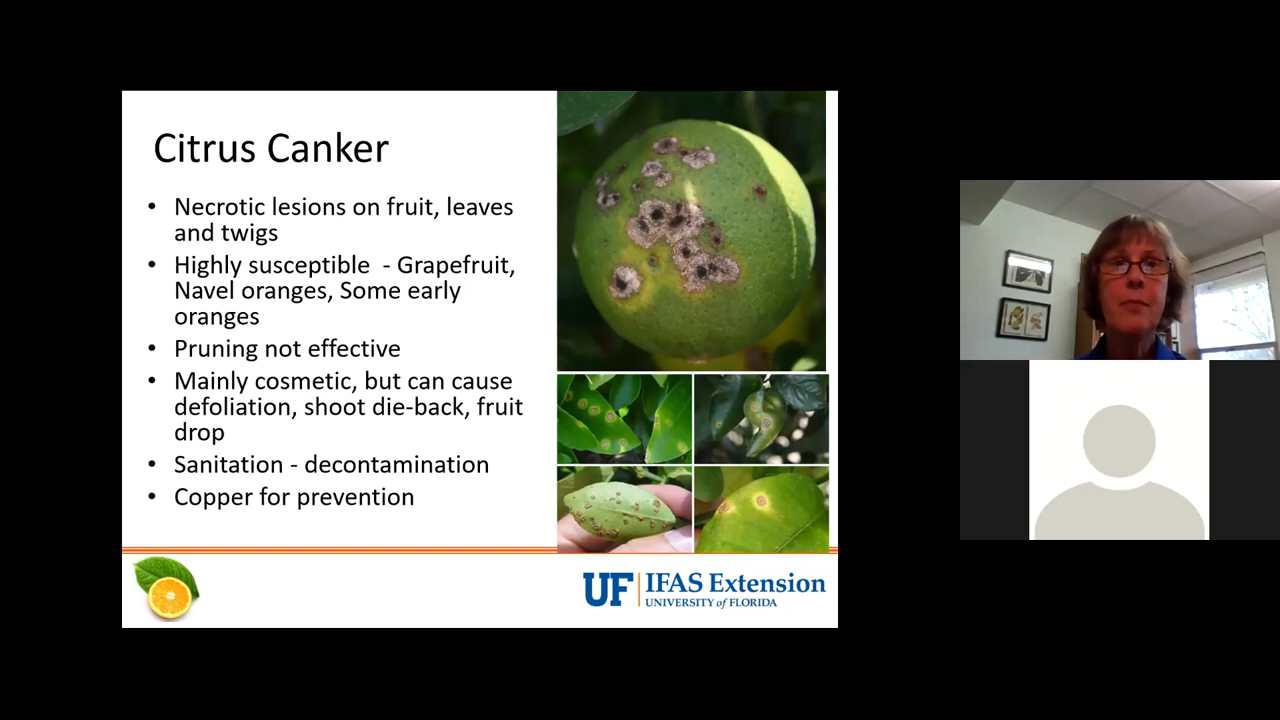 Citrus Canker
• Necrotic lesions on fruit, leaves
and twigs
• Highly susceptible  - Grapefruit,
Navel oranges, Some early
oranges
• Pruning not effective
• Mainly cosmetic, but can cause
defoliation, shoot die-back, fruit
drop
• Sanitation - decontamination
• Copper for prevention
UF IFAS Extension
UNIVERSITY of FLORIDA